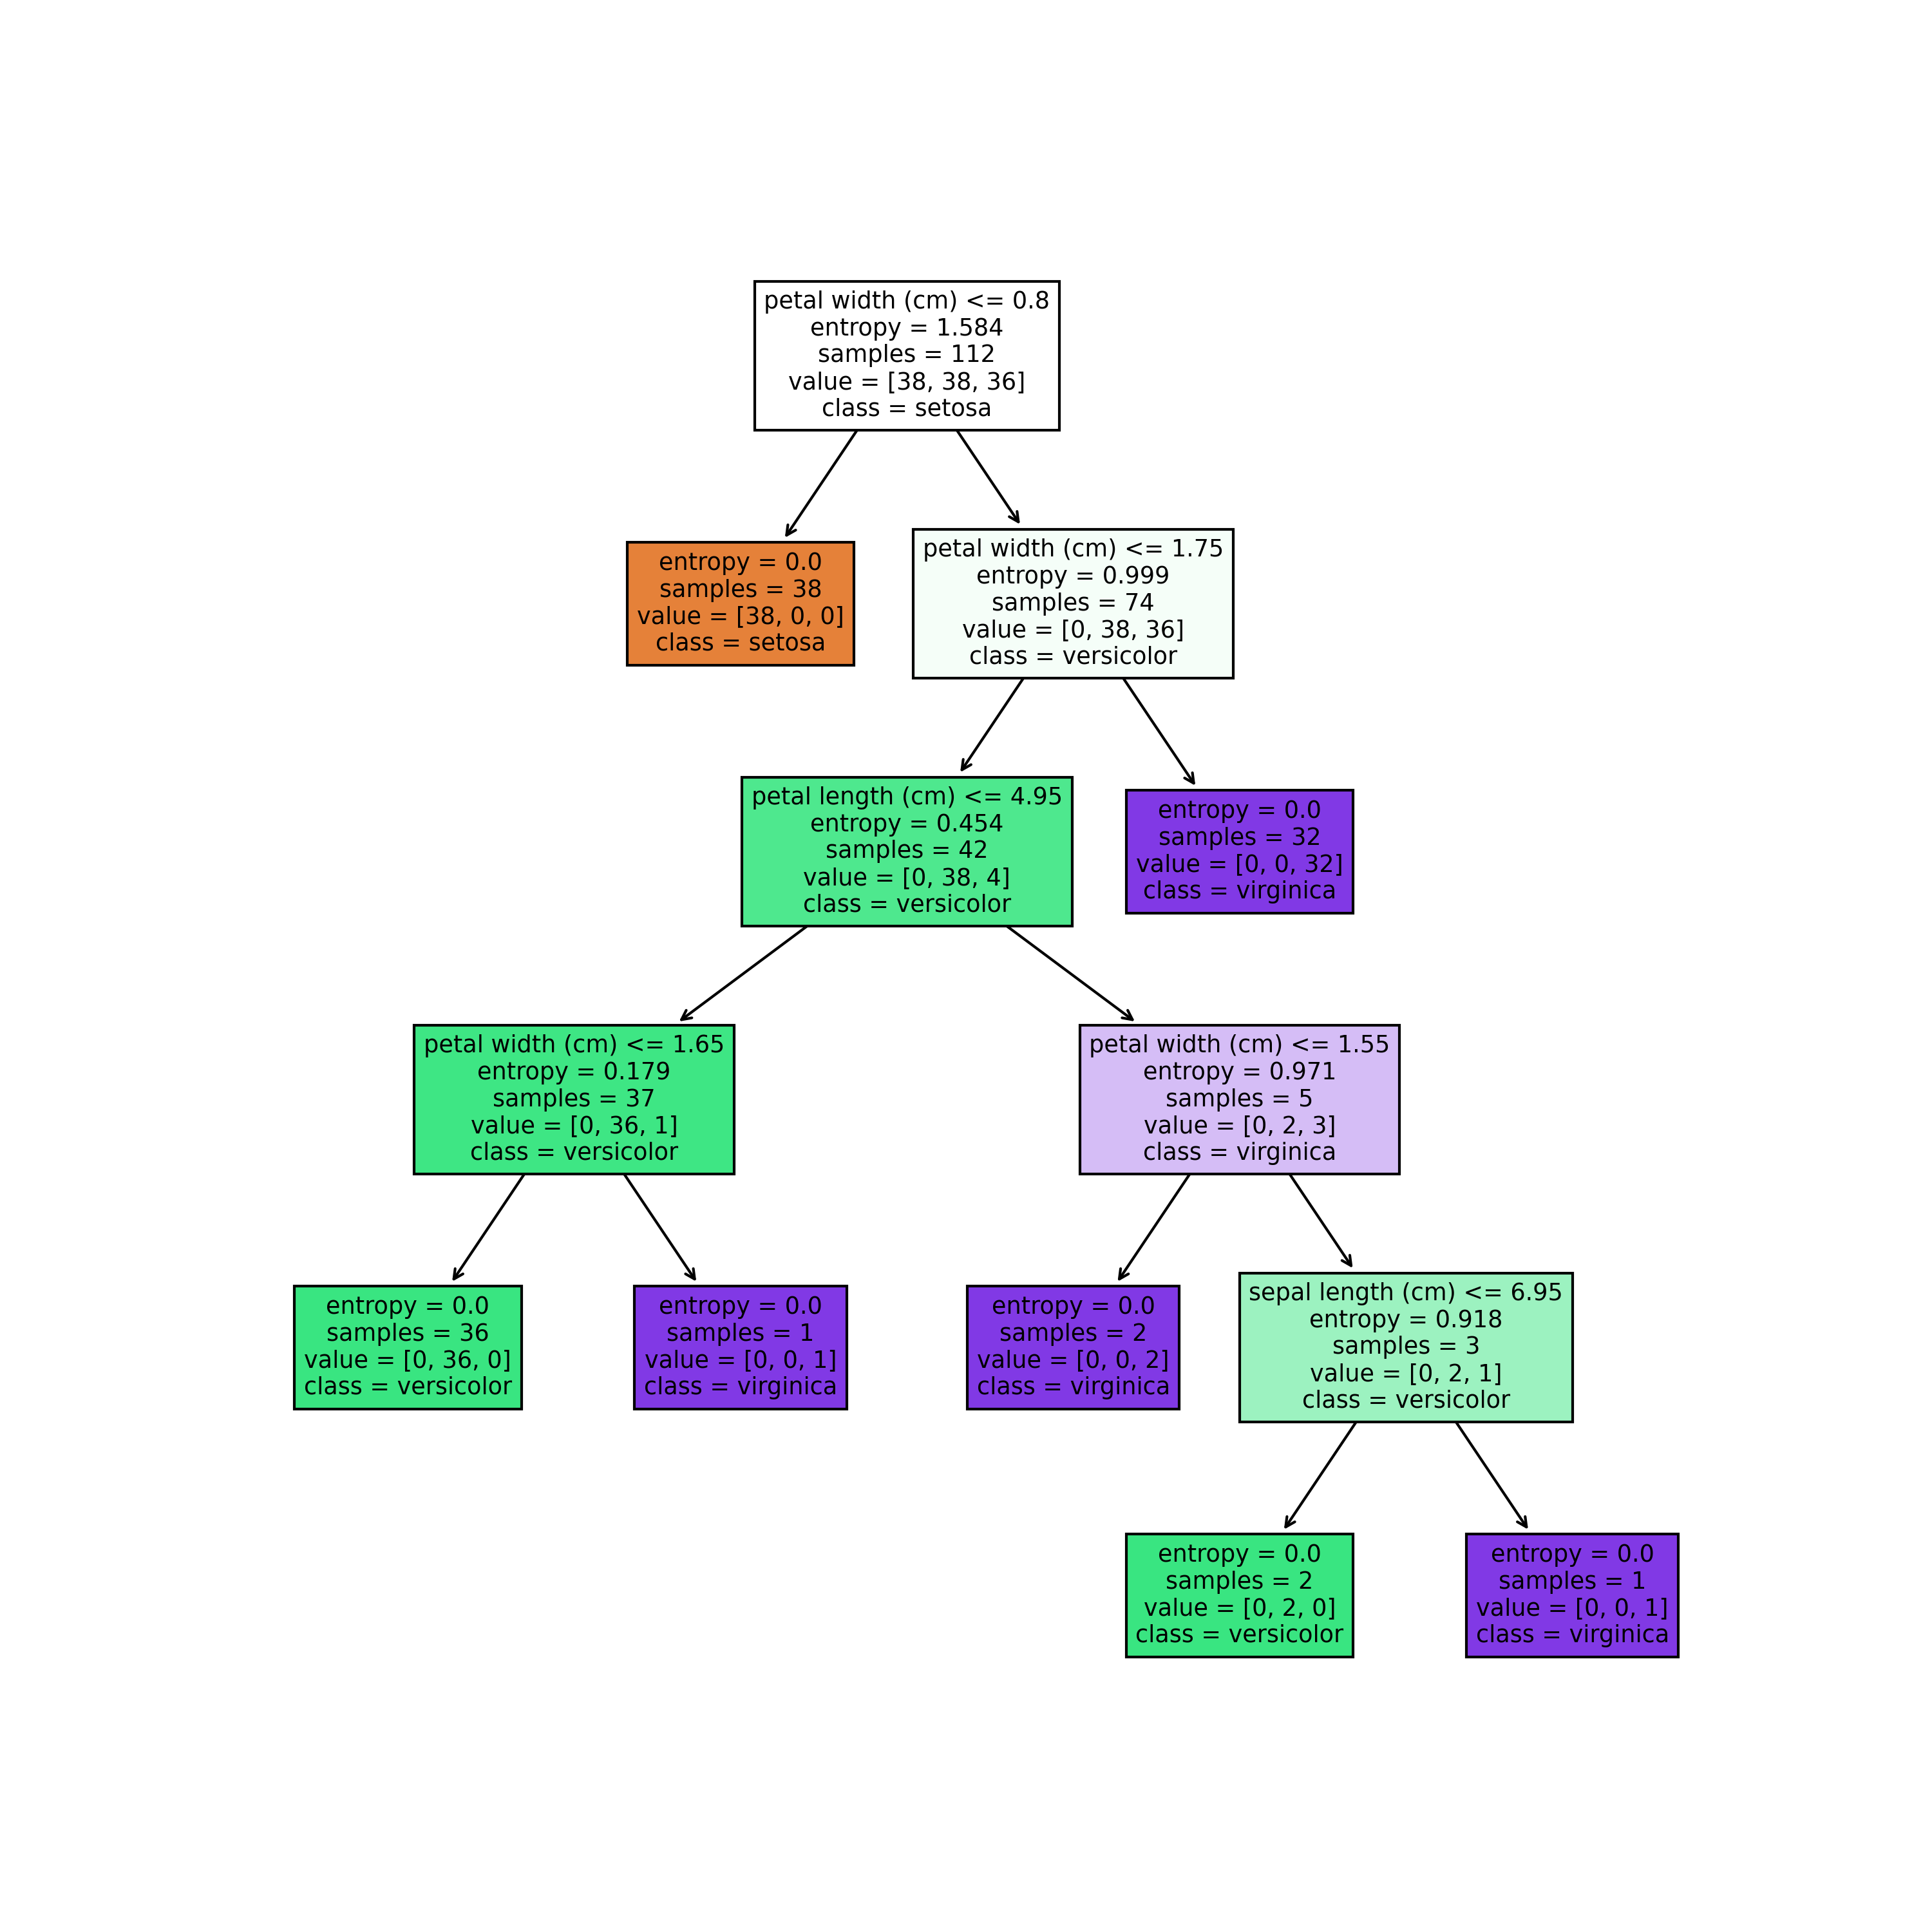 petal width (cm) <= 0.8
entropy = 1.584
samples = 112
value = [38, 38, 36]
class = setosa
entropy = 0.0
samples = 38
value = [38, 0, 0]
class = setosa
petal width (cm) <= 1.75
entropy = 0.999
samples = 74
value = [0, 38, 36]
class = versicolor
petal length (cm) <= 4.95
entropy = 0.454
samples = 42
value = [0, 38, 4]
class = versicolor
entropy = 0.0
samples = 32
value = [0, 0, 32]
class = virginica
petal width (cm) <= 1.65
entropy = 0.179
samples = 37
value = [0, 36, 1]
class = versicolor
petal width (cm) <= 1.55
entropy = 0.971
samples = 5
value = [0, 2, 3]
class = virginica
entropy = 0.0
samples = 36
value = [0, 36, 0]
class = versicolor
entropy = 0.0
samples = 1
value = [0, 0, 1]
class = virginica
entropy = 0.0
samples = 2
value = [0, 0, 2]
class = virginica
sepal length (cm) <= 6.95
entropy = 0.918
samples = 3
value = [0, 2, 1]
class = versicolor
entropy = 0.0
samples = 2
value = [0, 2, 0]
class = versicolor
entropy = 0.0
samples = 1
value = [0, 0, 1]
class = virginica